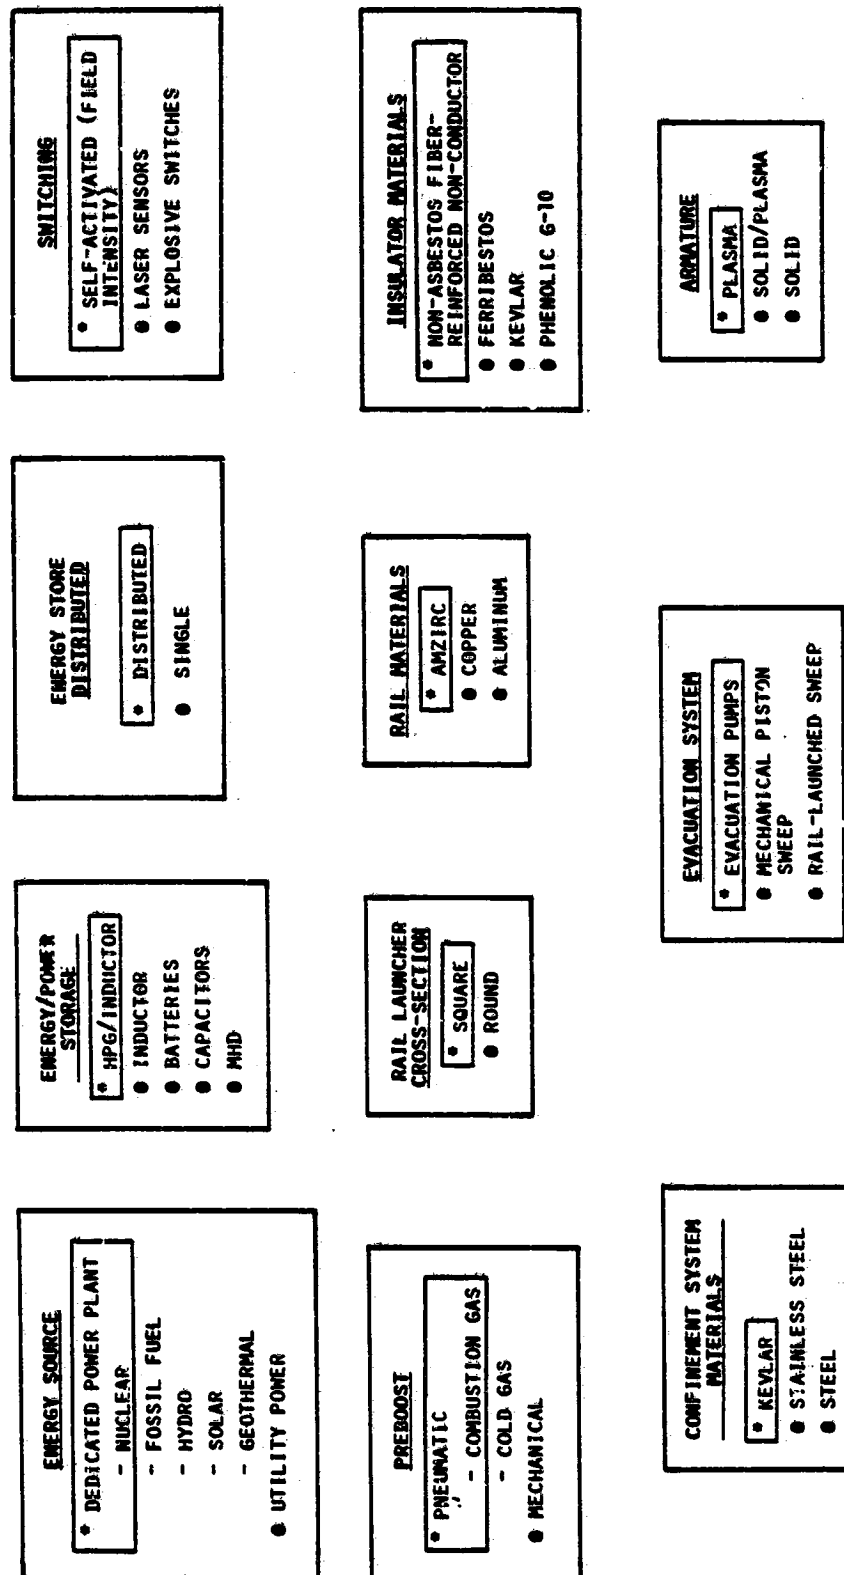 ENERGY SOURCE
* DEDICATED POWER PLANT
- NUCLEAR
- FOSSIL FUEL
- HYDRO
- SOLAR
- GEOTHERMAL
● UTILITY POWER
ENERGY/POWER
STORAGE
* HPG/INDUCTOR
● INDUCTOR
● BATTERIES
● CAPACITORS
● MHD
ENERGY STORE
DISTRIBUTED
* DISTRIBUTED
● SINGLE
SWITCHING
* SELF-ACTIVATED (FIELD
INTENSITY)
● LASER SENSORS
● EXPLOSIVE SWITCHES
PREBOOST
* PNEUMATIC
- COMBUSTION GAS
- COLD GAS
● MECHANICAL
RAIL LAUNCHER
CROSS-SECTION
* SQUARE
● ROUND
RAIL MATERIALS
* AMZIRC
● COPPER
● ALUMINUM
INSULATOR MATERIALS
* NON-ASBESTOS FIBER-
REINFORCED NON-CONDUCTOR
● FERRIBESTOS
● KEVLAR
● PHENOLIC G-10
CONFINEMENT SYSTEM
MATERIALS
* KEVLAR
● STAINLESS STEEL
● STEEL
EVACUATION SYSTEM
* EVACUATION PUMPS
● MECHANICAL PISTON
SWEEP
● RAIL-LAUNCHED SWEEP
ARMATURE
* PLASMA
● SOLID/PLASMA
● SOLID